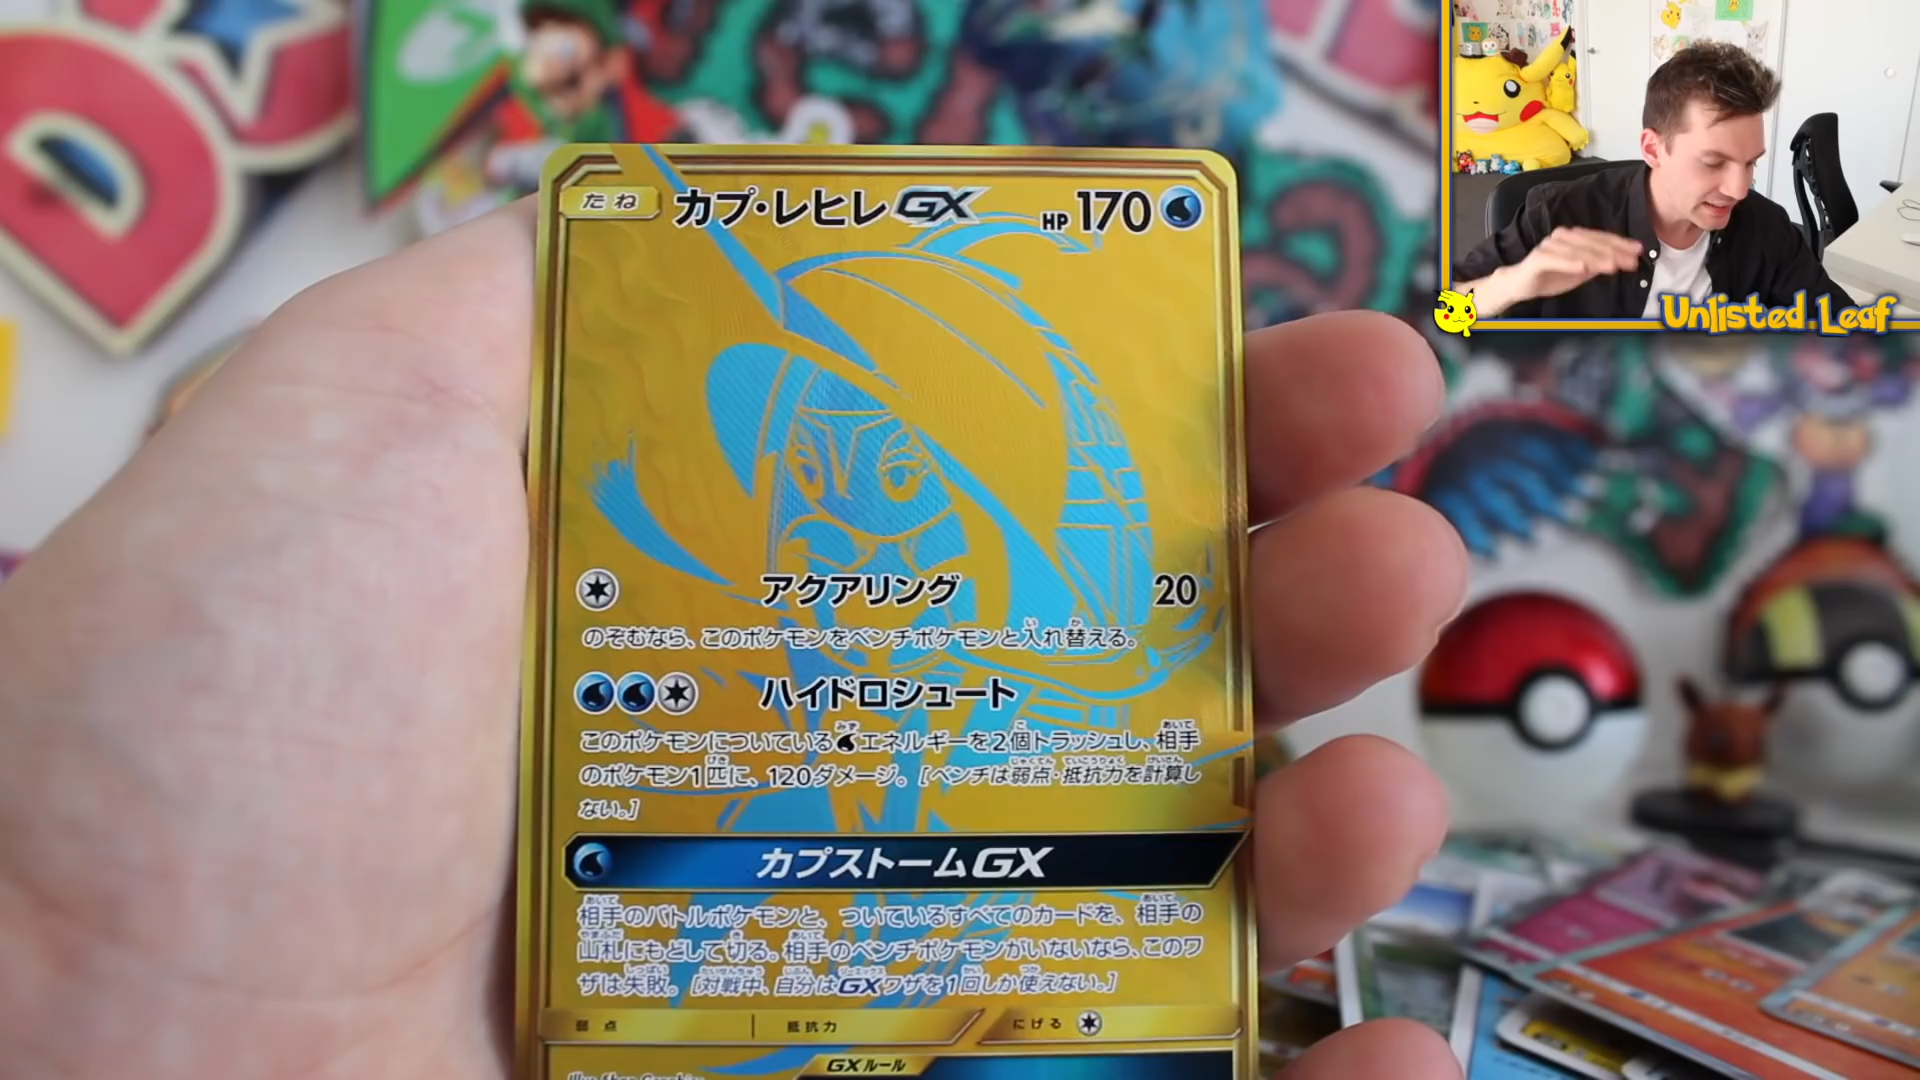 たね カプ・レヒレGX HP 170
アクアリング 20
のぞむなら、このポケモンをベンチポケモンと入れ替える。
ハイドロシュート
このポケモンについているエネルギーを2個トラッシュし、相手
のポケモン1匹に、120ダメージ。[ベンチは弱点・抵抗力を計算し
ない。]
カプストームGX
相手のバトルポケモンと、ついているすべてのカードを、相手の
山札にもどして切る。相手のベンチポケモンがいないなら、このワ
ザは失敗。[対戦中、自分はGXワザを1回しか使えない。]
弱点 抵抗力 にげる
GXルール
Unlisted Leaf